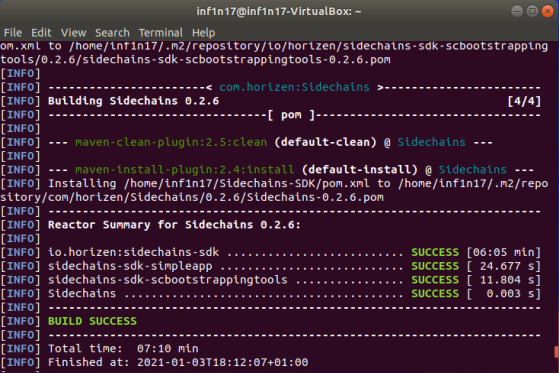 inf1n17@inf1n17-VirtualBox: ~
File Edit View Search Terminal Help
om.xml to /home/inf1n17/.m2/repository/io/horizen/sidechains-sdk-scbootstrapping
tools/0.2.6/sidechains-sdk-scbootstrappingtools-0.2.6.pom
[INFO]
[INFO] -----------------------< com.horizen:Sidechains >------------------------
[INFO] Building Sidechains 0.2.6 [4/4]
[INFO] --------------------------------[ pom ]---------------------------------
[INFO]
[INFO] --- maven-clean-plugin:2.5:clean (default-clean) @ Sidechains ---
[INFO]
[INFO] --- maven-install-plugin:2.4:install (default-install) @ Sidechains ---
[INFO] Installing /home/inf1n17/Sidechains-SDK/pom.xml to /home/inf1n17/.m2/repo
sitory/com/horizen/Sidechains/0.2.6/Sidechains-0.2.6.pom
[INFO] ------------------------------------------------------------------------
[INFO] Reactor Summary for Sidechains 0.2.6:
[INFO]
[INFO] io.horizen:sidechains-sdk .......................... SUCCESS [06:05 min]
[INFO] sidechains-sdk-simpleapp ........................... SUCCESS [ 24.677 s]
[INFO] sidechains-sdk-scbootstrappingtools ................ SUCCESS [ 11.804 s]
[INFO] Sidechains ......................................... SUCCESS [  0.003 s]
[INFO] ------------------------------------------------------------------------
[INFO] BUILD SUCCESS
[INFO] ------------------------------------------------------------------------
[INFO] Total time:  07:10 min
[INFO] Finished at: 2021-01-03T18:12:07+01:00